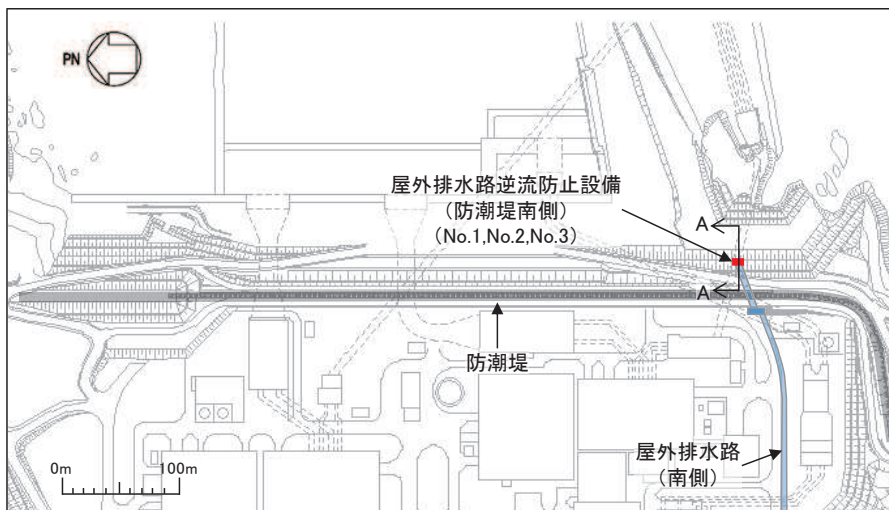 PN
屋外排水路逆流防止設備
（防潮堤南側）
（No.1,No.2,No.3）
A
A
防潮堤
屋外排水路
（南側）
0m
100m